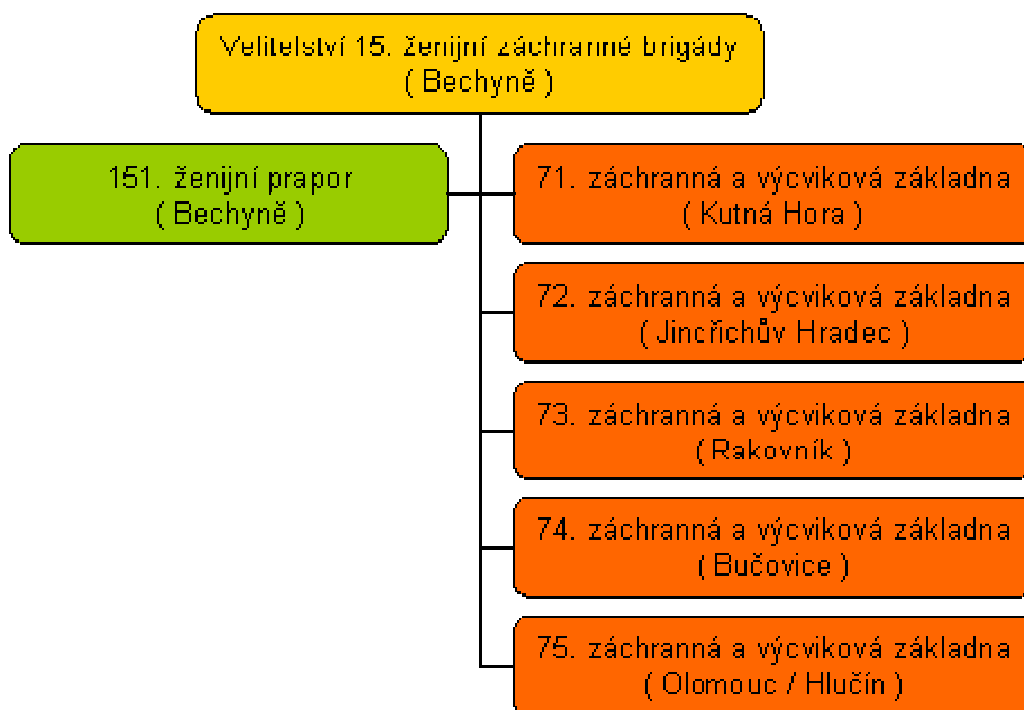 Velitelství 15. ženijní záchranné brigády
( Bechyně )
151. ženijní prapor
( Bechyně )
71. záchranná a výcviková základna
( Kutná Hora )
72. záchranná a výcviková základna
( Jindřichův Hradec )
73. záchranná a výcviková základna
( Rakovník )
74. záchranná a výcviková základna
( Bučovice )
75. záchranná a výcviková základna
( Olomouc / Hlučín )